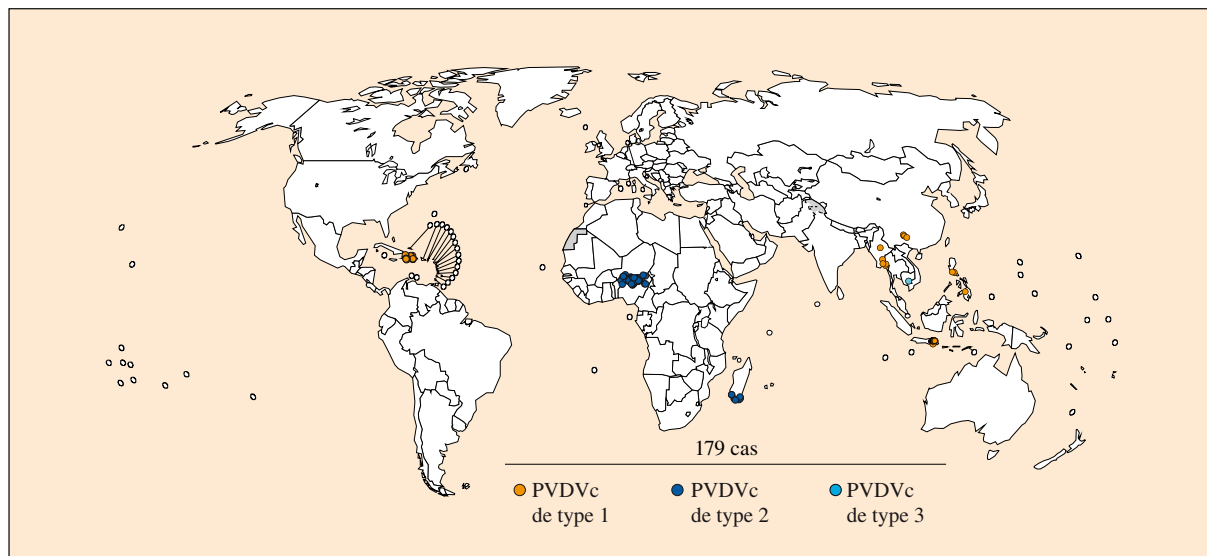 179 cas
PVDVc
de type 1
PVDVc
de type 2
PVDVc
de type 3